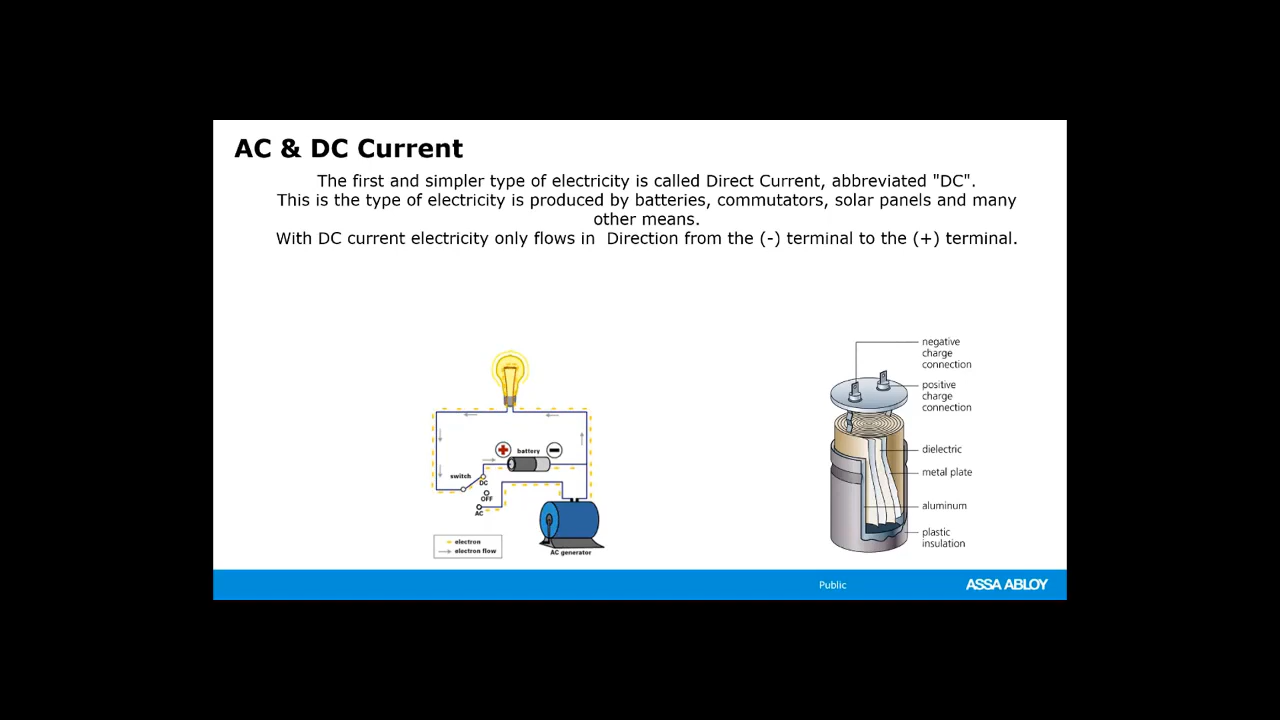 AC & DC Current
The first and simpler type of electricity is called Direct Current, abbreviated "DC".
This is the type of electricity is produced by batteries, commutators, solar panels and many
other means.
With DC current electricity only flows in  Direction from the (-) terminal to the (+) terminal.
battery
switch
DC
OFF
AC
electron
electron flow
AC generator
negative
charge
connection
positive
charge
connection
dielectric
metal plate
aluminum
plastic
insulation
Public
ASSA ABLOY